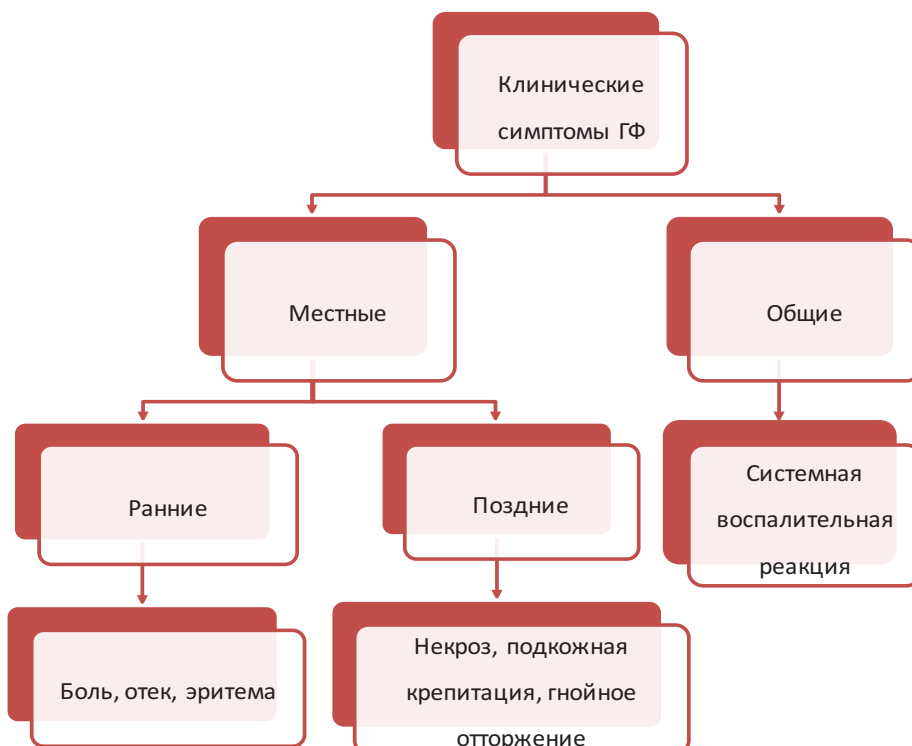 Клинические
симптомы ГФ
Местные
Общие
Ранние
Поздние
Системная
воспалительная
реакция
Боль, отек, эритема
Некроз, подкожная
крепитация, гнойное
отторжение